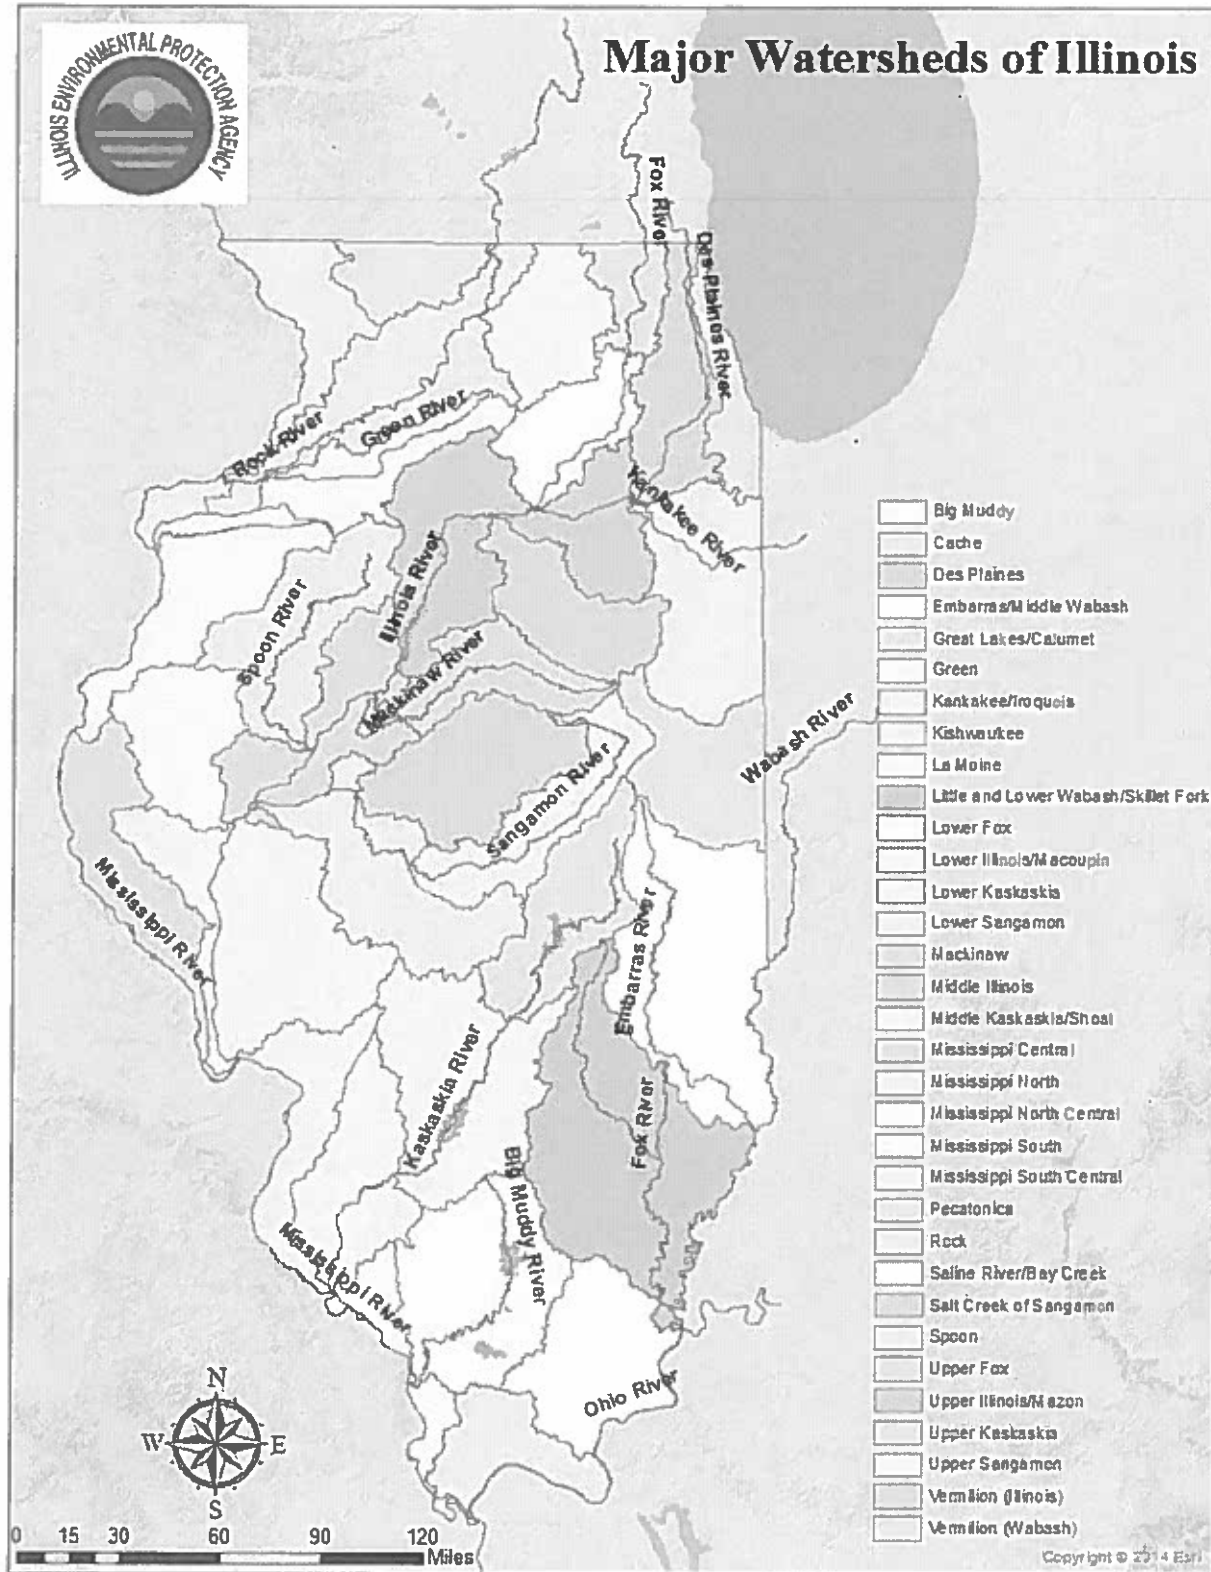 Major Watersheds of Illinois
ILLINOIS ENVIRONMENTAL PROTECTION AGENCY
Fox River
Des Plaines River
Rock River
Green River
Kankakee River
Illinois River
Spoon River
Mackinaw River
Wabash River
Sangamon River
Mississippi River
Embarras River
Kaskaskia River
Fox River
Big Muddy River
Mississippi River
Ohio River
Big Muddy
Cache
Des Plaines
Embarras/Middle Wabash
Great Lakes/Calumet
Green
Kankakee/Iroquois
Kishwaukee
La Moine
Little and Lower Wabash/Skillet Fork
Lower Fox
Lower Illinois/Macoupin
Lower Kaskaskia
Lower Sangamon
Mackinaw
Middle Illinois
Middle Kaskaskia/Shoal
Mississippi Central
Mississippi North
Mississippi North Central
Mississippi South
Mississippi South Central
Pecatonica
Rock
Saline River/Bay Creek
Salt Creek of Sangamon
Spoon
Upper Fox
Upper Illinois/Mazon
Upper Kaskaskia
Upper Sangamon
Vermilion (Illinois)
Vermilion (Wabash)
N
W E
S
0 15 30 60 90 120
Miles
Copyright © 2014 Esri